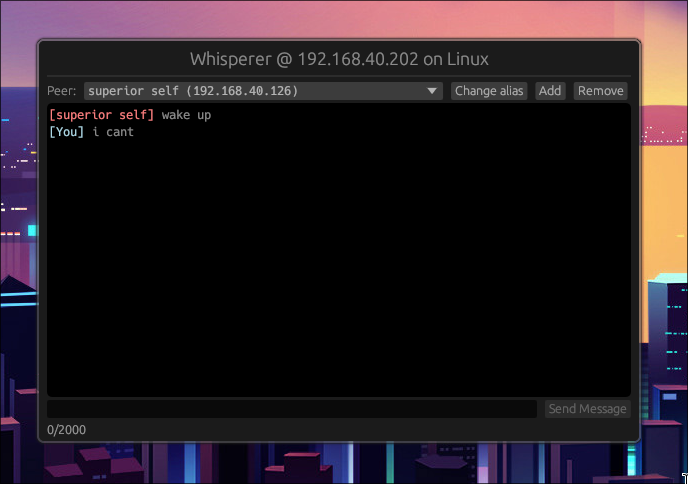 Whisperer @ 192.168.40.202 on Linux
Peer: superior self (192.168.40.126) Change alias Add Remove
[superior self] wake up
[You] i cant
Send Message
0/2000